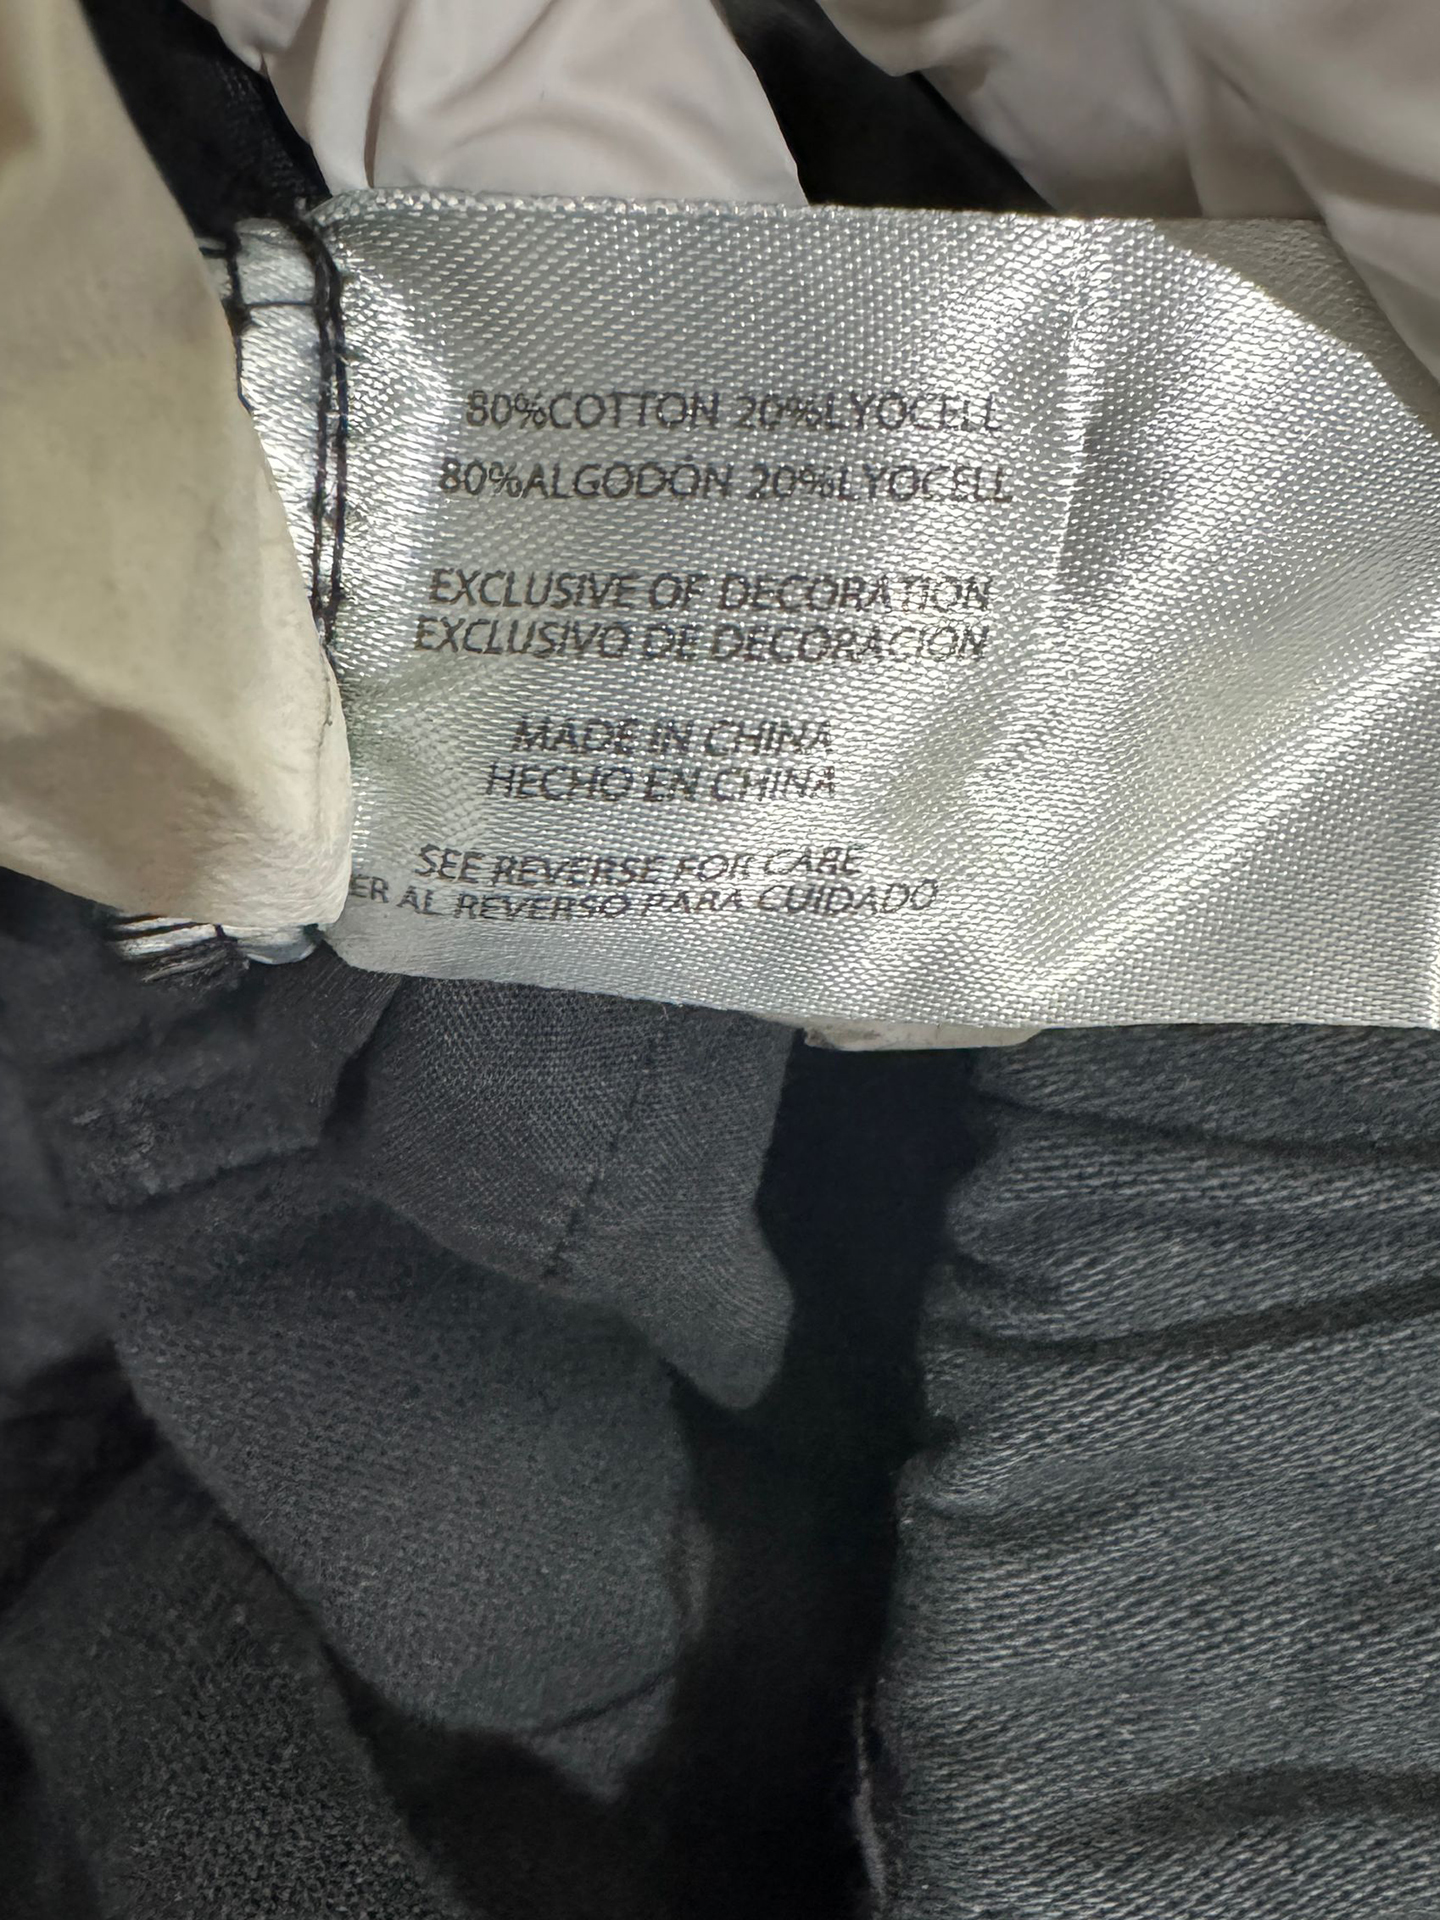 80%COTTON 20%LYOCELL
80%ALGODÓN 20%LYOCELL
EXCLUSIVE OF DECORATION
EXCLUSIVO DE DECORACIÓN
MADE IN CHINA
HECHO EN CHINA
SEE REVERSE FOR CARE
ER AL REVERSO PARA CUIDADO